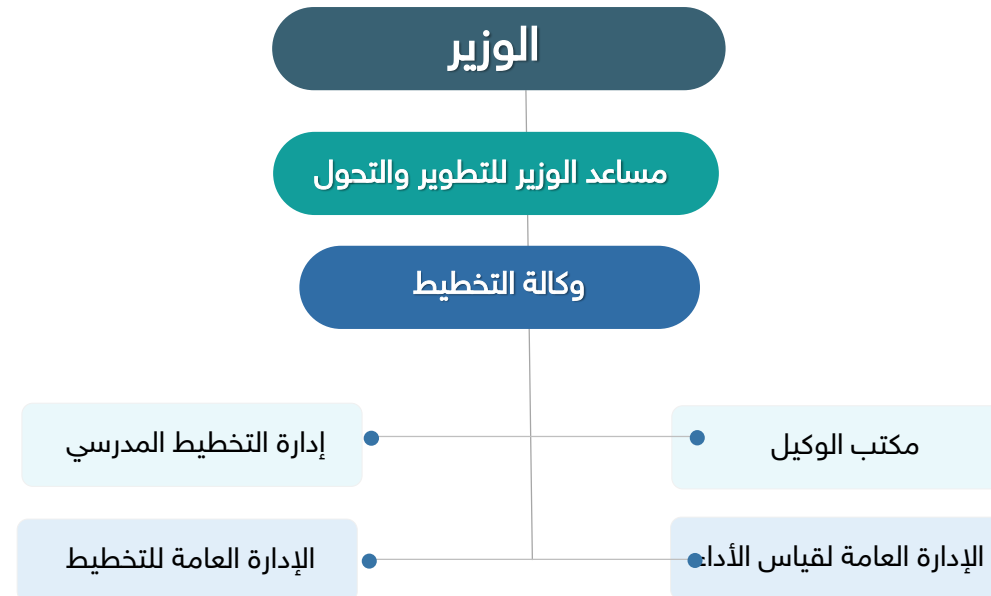 الوزير
مساعد الوزير للتطوير والتحول
وكالة التخطيط
مكتب الوكيل
إدارة التخطيط المدرسي
الإدارة العامة لقياس الأداء
الإدارة العامة للتخطيط